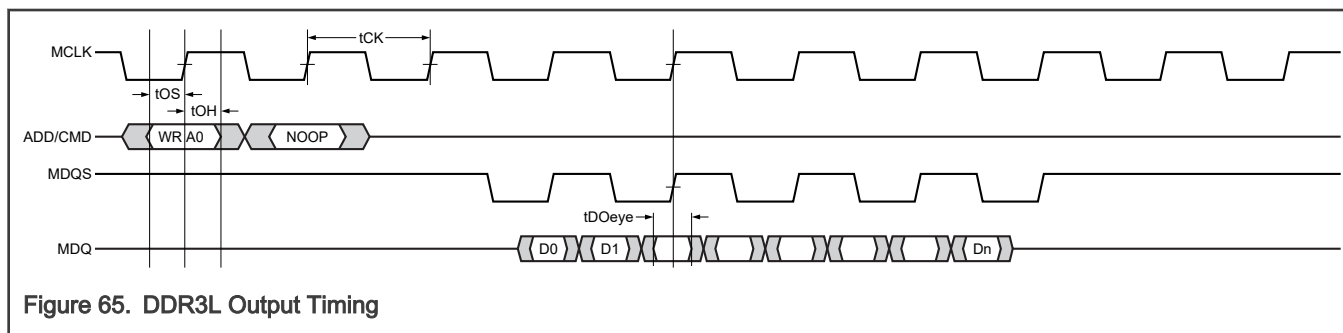 tCK
MCLK
tOS
tOH
ADD/CMD WR A0 NOOP
MDQS
tDOeye
MDQ D0 D1 Dn
Figure 65. DDR3L Output Timing